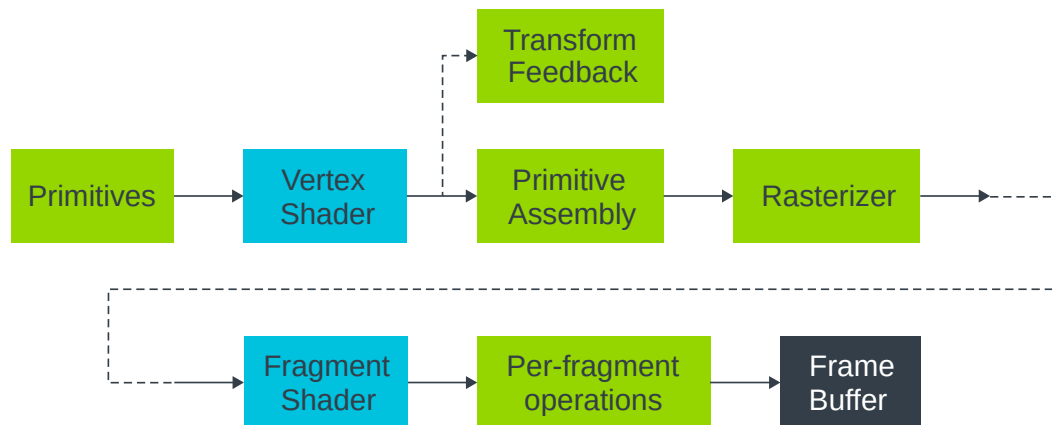 Transform
Feedback
Primitives
Vertex
Shader
Primitive
Assembly
Rasterizer
Fragment
Shader
Per-fragment
operations
Frame
Buffer